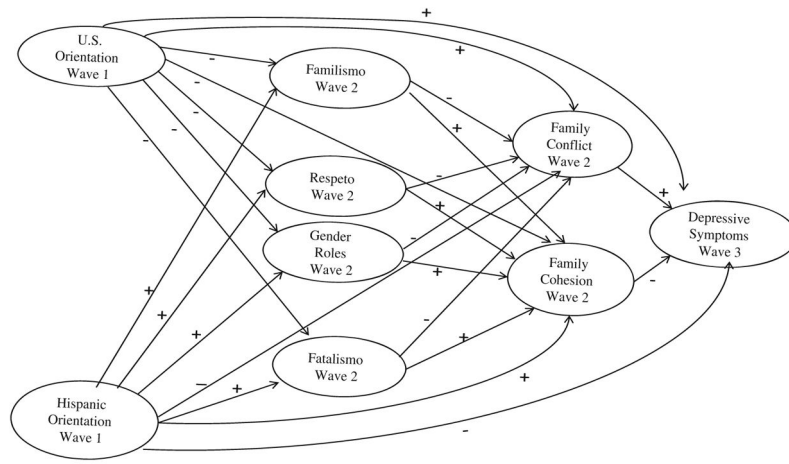 U.S.
Orientation
Wave 1
Familismo
Wave 2
Family
Conflict
Wave 2
Respeto
Wave 2
Depressive
Symptoms
Wave 3
Gender
Roles
Wave 2
Family
Cohesion
Wave 2
Fatalismo
Wave 2
Hispanic
Orientation
Wave 1
+
+
-
-
-
-
-
-
+
-
+
+
-
+
-
+
+
+
-
+
-
+
+
-